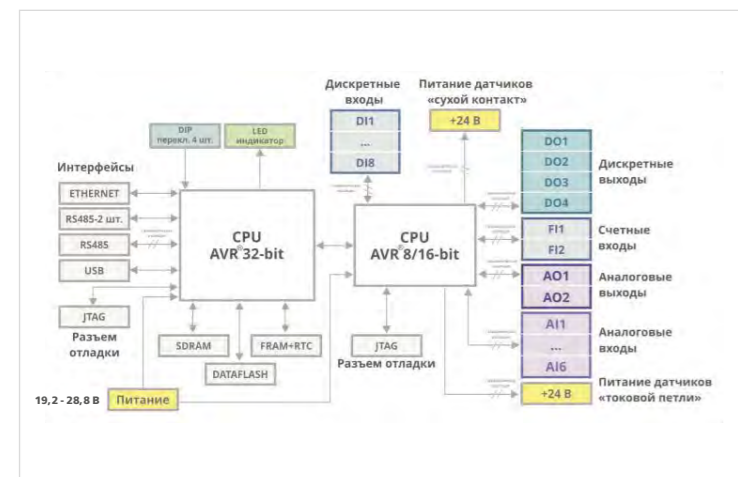 Дискретные
входы
Питание датчиков
«сухой контакт»
DIP
перекл. 4 шт.
LED
индикатор
DI1
...
DI8
+24 В
Интерфейсы
ETHERNET
RS485-2 шт.
RS485
USB
JTAG
Разъем
отладки
CPU
AVR®32-bit
CPU
AVR®8/16-bit
DO1
DO2
DO3
DO4
Дискретные
выходы
FI1
FI2
Счетные
входы
AO1
AO2
Аналоговые
выходы
AI1
...
AI6
Аналоговые
входы
SDRAM
FRAM+RTC
DATAFLASH
JTAG
Разъем отладки
+24 В
Питание датчиков
«токовой петли»
19,2 - 28,8 В
Питание